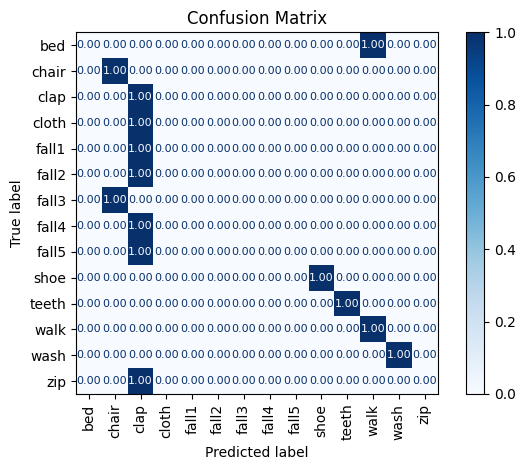 Confusion Matrix
True label
bed 0.00 0.00 0.00 0.00 0.00 0.00 0.00 0.00 0.00 0.00 0.00 1.00 0.00 0.00
chair 0.00 1.00 0.00 0.00 0.00 0.00 0.00 0.00 0.00 0.00 0.00 0.00 0.00 0.00
clap 0.00 0.00 1.00 0.00 0.00 0.00 0.00 0.00 0.00 0.00 0.00 0.00 0.00 0.00
cloth 0.00 0.00 1.00 0.00 0.00 0.00 0.00 0.00 0.00 0.00 0.00 0.00 0.00 0.00
fall1 0.00 0.00 1.00 0.00 0.00 0.00 0.00 0.00 0.00 0.00 0.00 0.00 0.00 0.00
fall2 0.00 0.00 1.00 0.00 0.00 0.00 0.00 0.00 0.00 0.00 0.00 0.00 0.00 0.00
fall3 0.00 1.00 0.00 0.00 0.00 0.00 0.00 0.00 0.00 0.00 0.00 0.00 0.00 0.00
fall4 0.00 0.00 1.00 0.00 0.00 0.00 0.00 0.00 0.00 0.00 0.00 0.00 0.00 0.00
fall5 0.00 0.00 1.00 0.00 0.00 0.00 0.00 0.00 0.00 0.00 0.00 0.00 0.00 0.00
shoe 0.00 0.00 0.00 0.00 0.00 0.00 0.00 0.00 0.00 1.00 0.00 0.00 0.00 0.00
teeth 0.00 0.00 0.00 0.00 0.00 0.00 0.00 0.00 0.00 0.00 1.00 0.00 0.00 0.00
walk 0.00 0.00 0.00 0.00 0.00 0.00 0.00 0.00 0.00 0.00 0.00 1.00 0.00 0.00
wash 0.00 0.00 0.00 0.00 0.00 0.00 0.00 0.00 0.00 0.00 0.00 0.00 1.00 0.00
zip 0.00 0.00 1.00 0.00 0.00 0.00 0.00 0.00 0.00 0.00 0.00 0.00 0.00 0.00
bed chair clap cloth fall1 fall2 fall3 fall4 fall5 shoe teeth walk wash zip
Predicted label
1.0
0.8
0.6
0.4
0.2
0.0